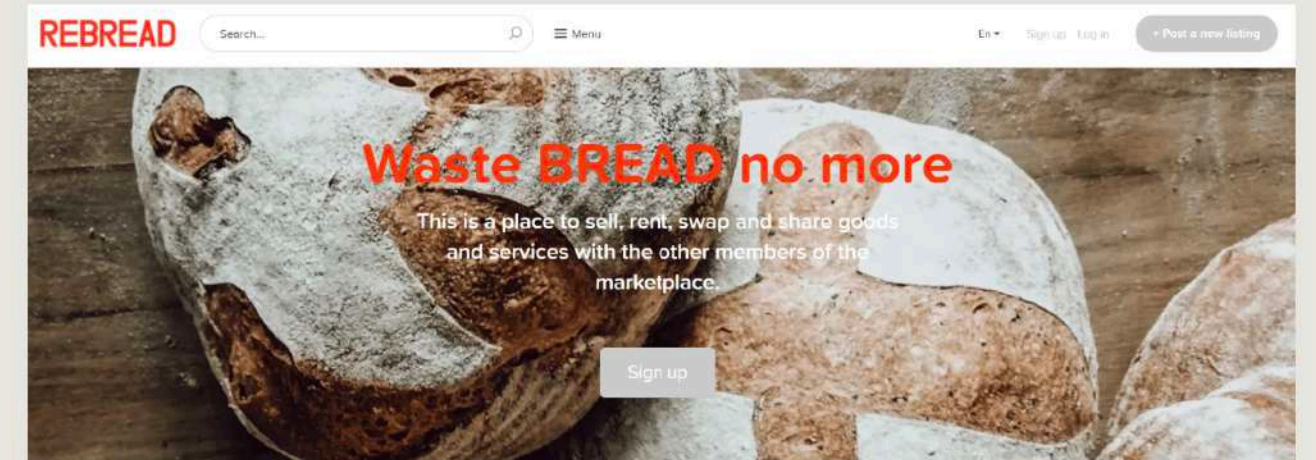 REBREAD
Search...
Menu
En
Sign up Log in
+ Post a new listing
Waste BREAD no more
This is a place to sell, rent, swap and share goods
and services with the other members of the
marketplace.
Sign up